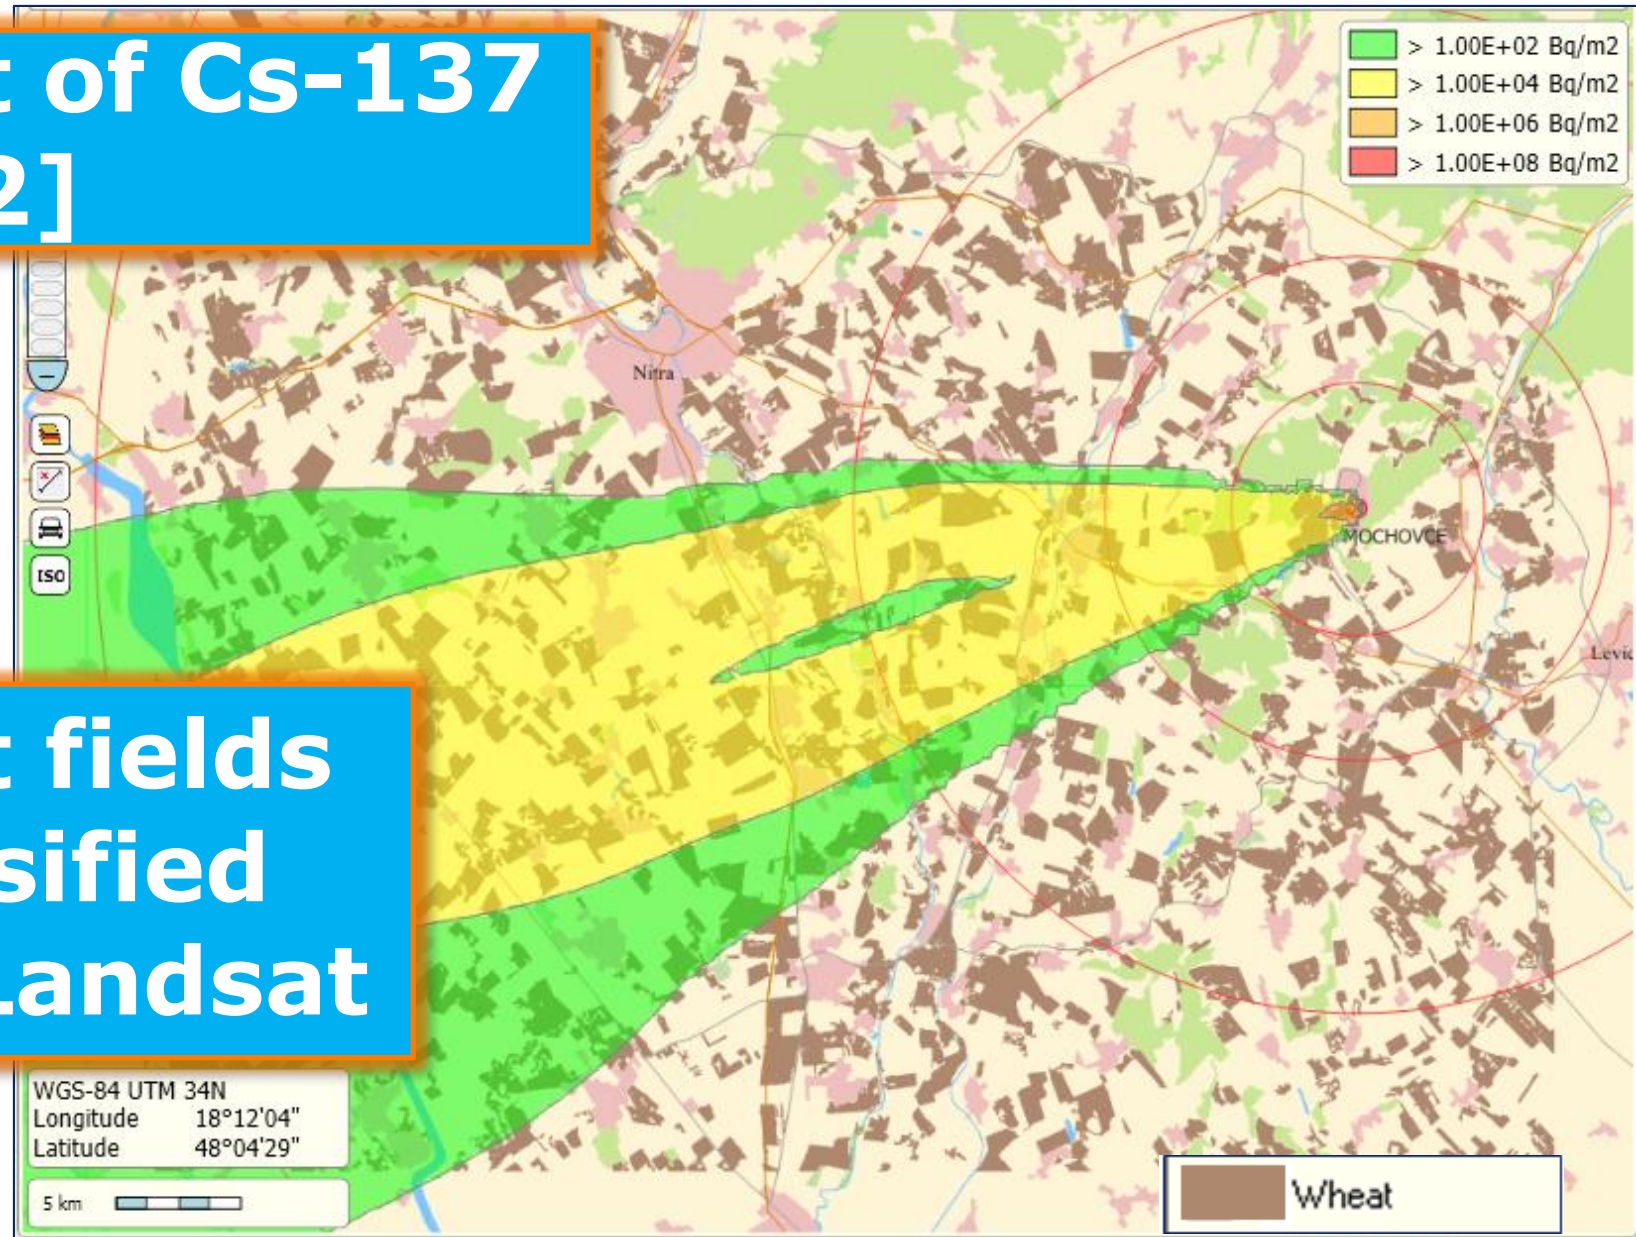 t of Cs-137
2]
> 1.00E+02 Bq/m2
> 1.00E+04 Bq/m2
> 1.00E+06 Bq/m2
> 1.00E+08 Bq/m2
Nitra
ISO
MOCHOVCE
Levic
t fields
sified
Landsat
WGS-84 UTM 34N
Longitude 18°12'04"
Latitude 48°04'29"
5 km
Wheat